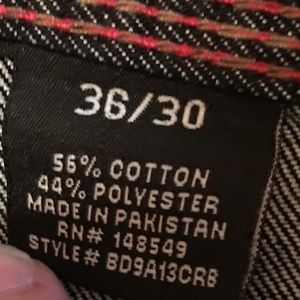 36/30
56% COTTON
44% POLYESTER
MADE IN PAKISTAN
RN# 148549
STYLE# BD9A13CR8